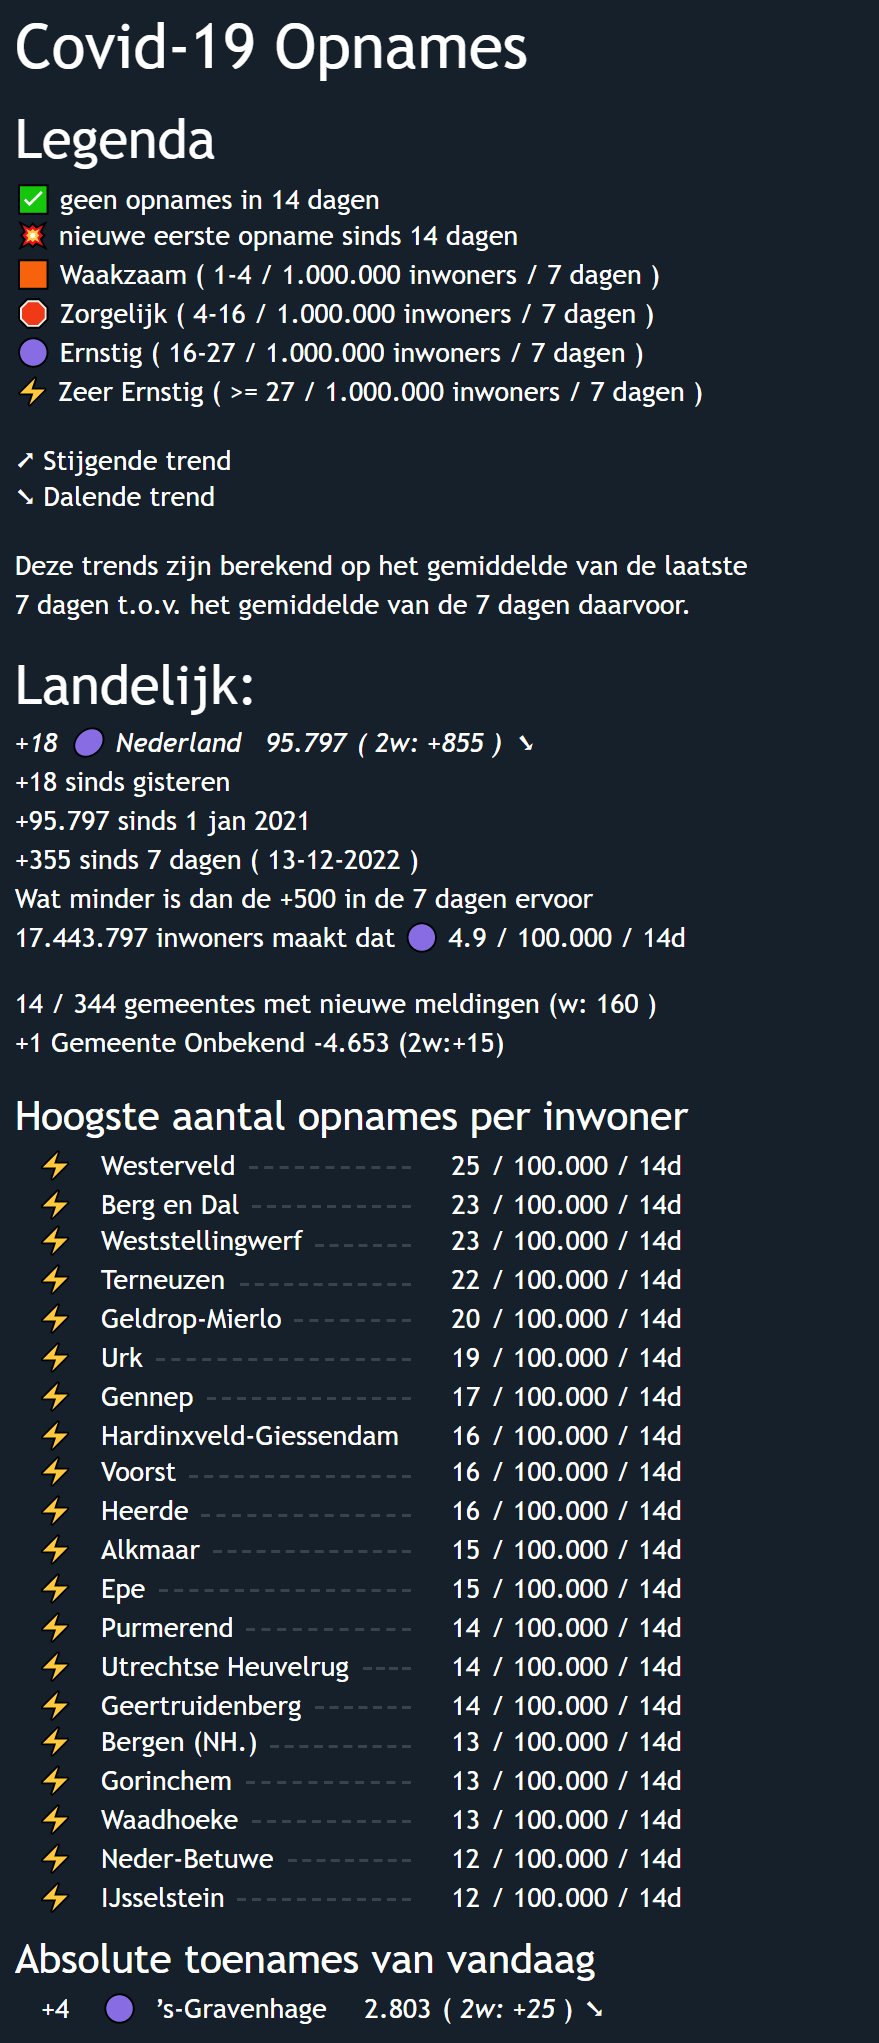 Covid-19 Opnames
Legenda
✅ geen opnames in 14 dagen
💥 nieuwe eerste opname sinds 14 dagen
🟧 Waakzaam ( 1-4 / 1.000.000 inwoners / 7 dagen )
🛑 Zorgelijk ( 4-16 / 1.000.000 inwoners / 7 dagen )
🟣 Ernstig ( 16-27 / 1.000.000 inwoners / 7 dagen )
⚡ Zeer Ernstig ( >= 27 / 1.000.000 inwoners / 7 dagen )
➚ Stijgende trend
➘ Dalende trend
Deze trends zijn berekend op het gemiddelde van de laatste
7 dagen t.o.v. het gemiddelde van de 7 dagen daarvoor.
Landelijk:
+18 🟣 Nederland 95.797 ( 2w: +855 ) ➘
+18 sinds gisteren
+95.797 sinds 1 jan 2021
+355 sinds 7 dagen ( 13-12-2022 )
Wat minder is dan de +500 in de 7 dagen ervoor
17.443.797 inwoners maakt dat 🟣 4.9 / 100.000 / 14d
14 / 344 gemeentes met nieuwe meldingen (w: 160 )
+1 Gemeente Onbekend -4.653 (2w:+15)
Hoogste aantal opnames per inwoner
⚡ Westerveld ----------- 25 / 100.000 / 14d
⚡ Berg en Dal ----------- 23 / 100.000 / 14d
⚡ Weststellingwerf ------- 23 / 100.000 / 14d
⚡ Terneuzen ------------ 22 / 100.000 / 14d
⚡ Geldrop-Mierlo -------- 20 / 100.000 / 14d
⚡ Urk ----------------- 19 / 100.000 / 14d
⚡ Gennep -------------- 17 / 100.000 / 14d
⚡ Hardinxveld-Giessendam 16 / 100.000 / 14d
⚡ Voorst --------------- 16 / 100.000 / 14d
⚡ Heerde -------------- 16 / 100.000 / 14d
⚡ Alkmaar ------------- 15 / 100.000 / 14d
⚡ Epe ----------------- 15 / 100.000 / 14d
⚡ Purmerend ----------- 14 / 100.000 / 14d
⚡ Utrechtse Heuvelrug ---- 14 / 100.000 / 14d
⚡ Geertruidenberg ------- 14 / 100.000 / 14d
⚡ Bergen (NH.) ---------- 13 / 100.000 / 14d
⚡ Gorinchem ----------- 13 / 100.000 / 14d
⚡ Waadhoeke ----------- 13 / 100.000 / 14d
⚡ Neder-Betuwe --------- 12 / 100.000 / 14d
⚡ IJsselstein ------------ 12 / 100.000 / 14d
Absolute toenames van vandaag
+4 🟣 ’s-Gravenhage 2.803 ( 2w: +25 ) ➘